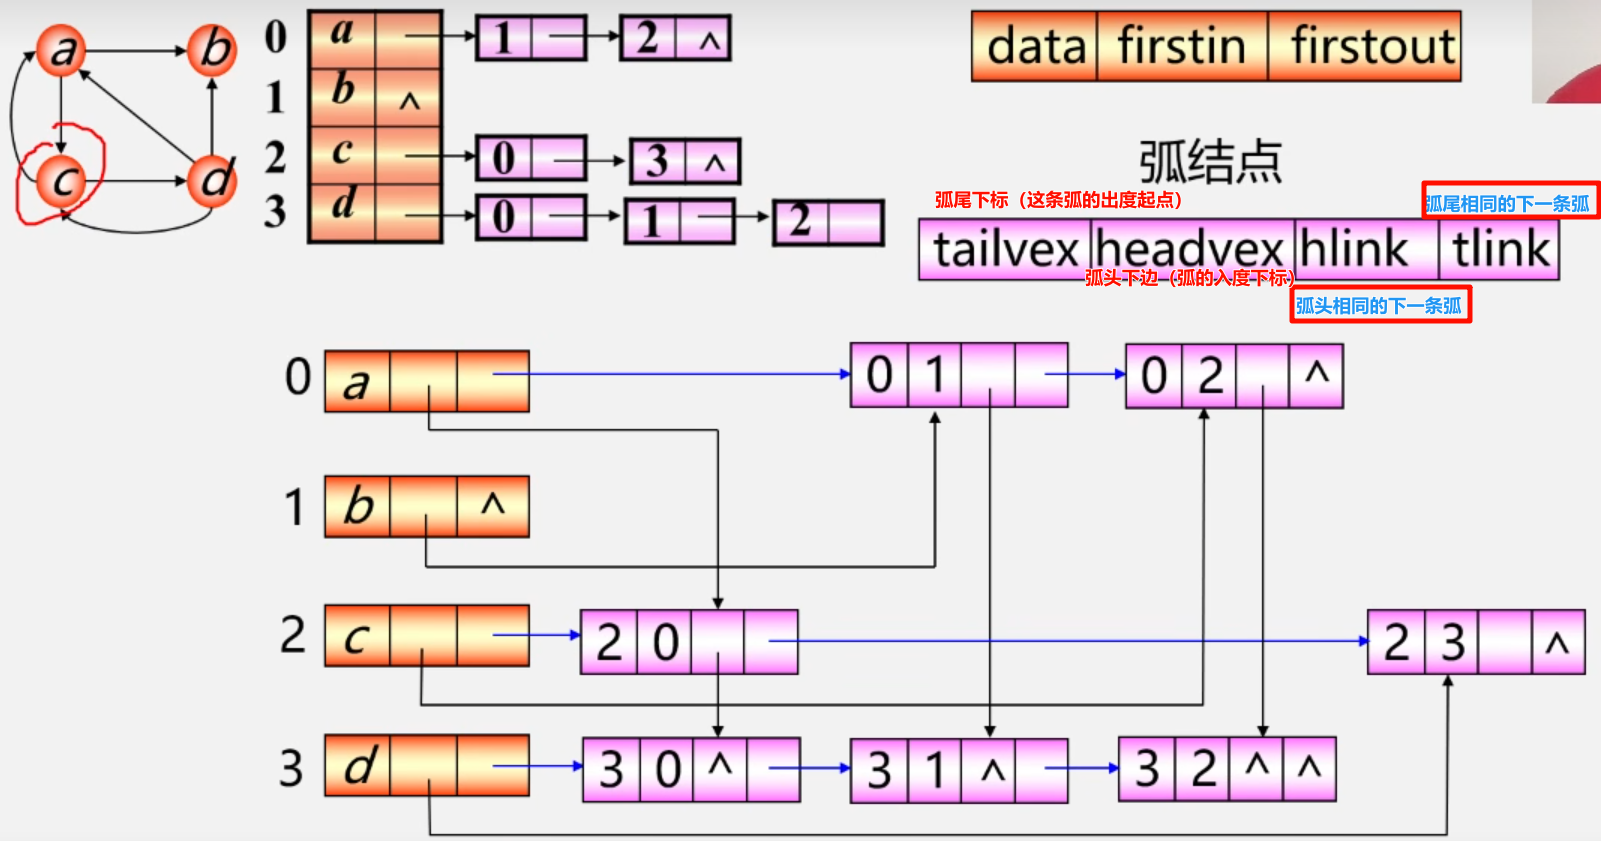 a b
c d
0 a 1 2 ^
1 b ^
2 c 0 3 ^
3 d 0 1 2
data firstin firstout
弧结点
弧尾下标（这条弧的出度起点）
弧尾相同的下一条弧
tailvex headvex hlink tlink
弧头下边（弧的入度下标）
弧头相同的下一条弧
0 a 0 1 0 2 ^
1 b ^
2 c 2 0 2 3 ^
3 d 3 0 ^ 3 1 ^ 3 2 ^ ^